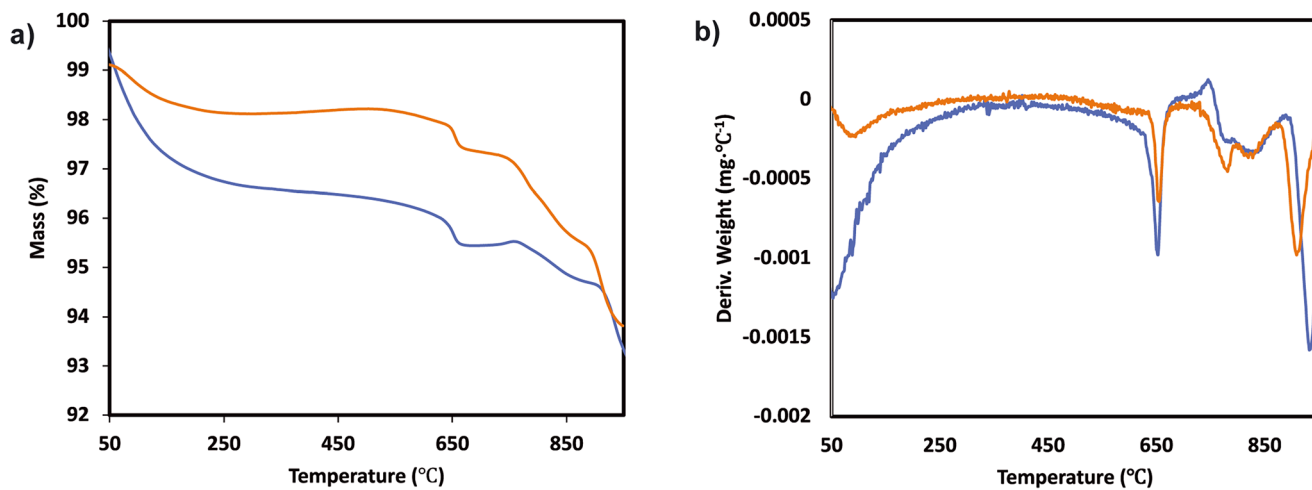 a)
100
99
98
97
96
95
94
93
92
Mass (%)
50 250 450 650 850
Temperature (°C)
b)
0.0005
0
-0.0005
-0.001
-0.0015
-0.002
Deriv. Weight (mg·°C-1)
50 250 450 650 850
Temperature (°C)